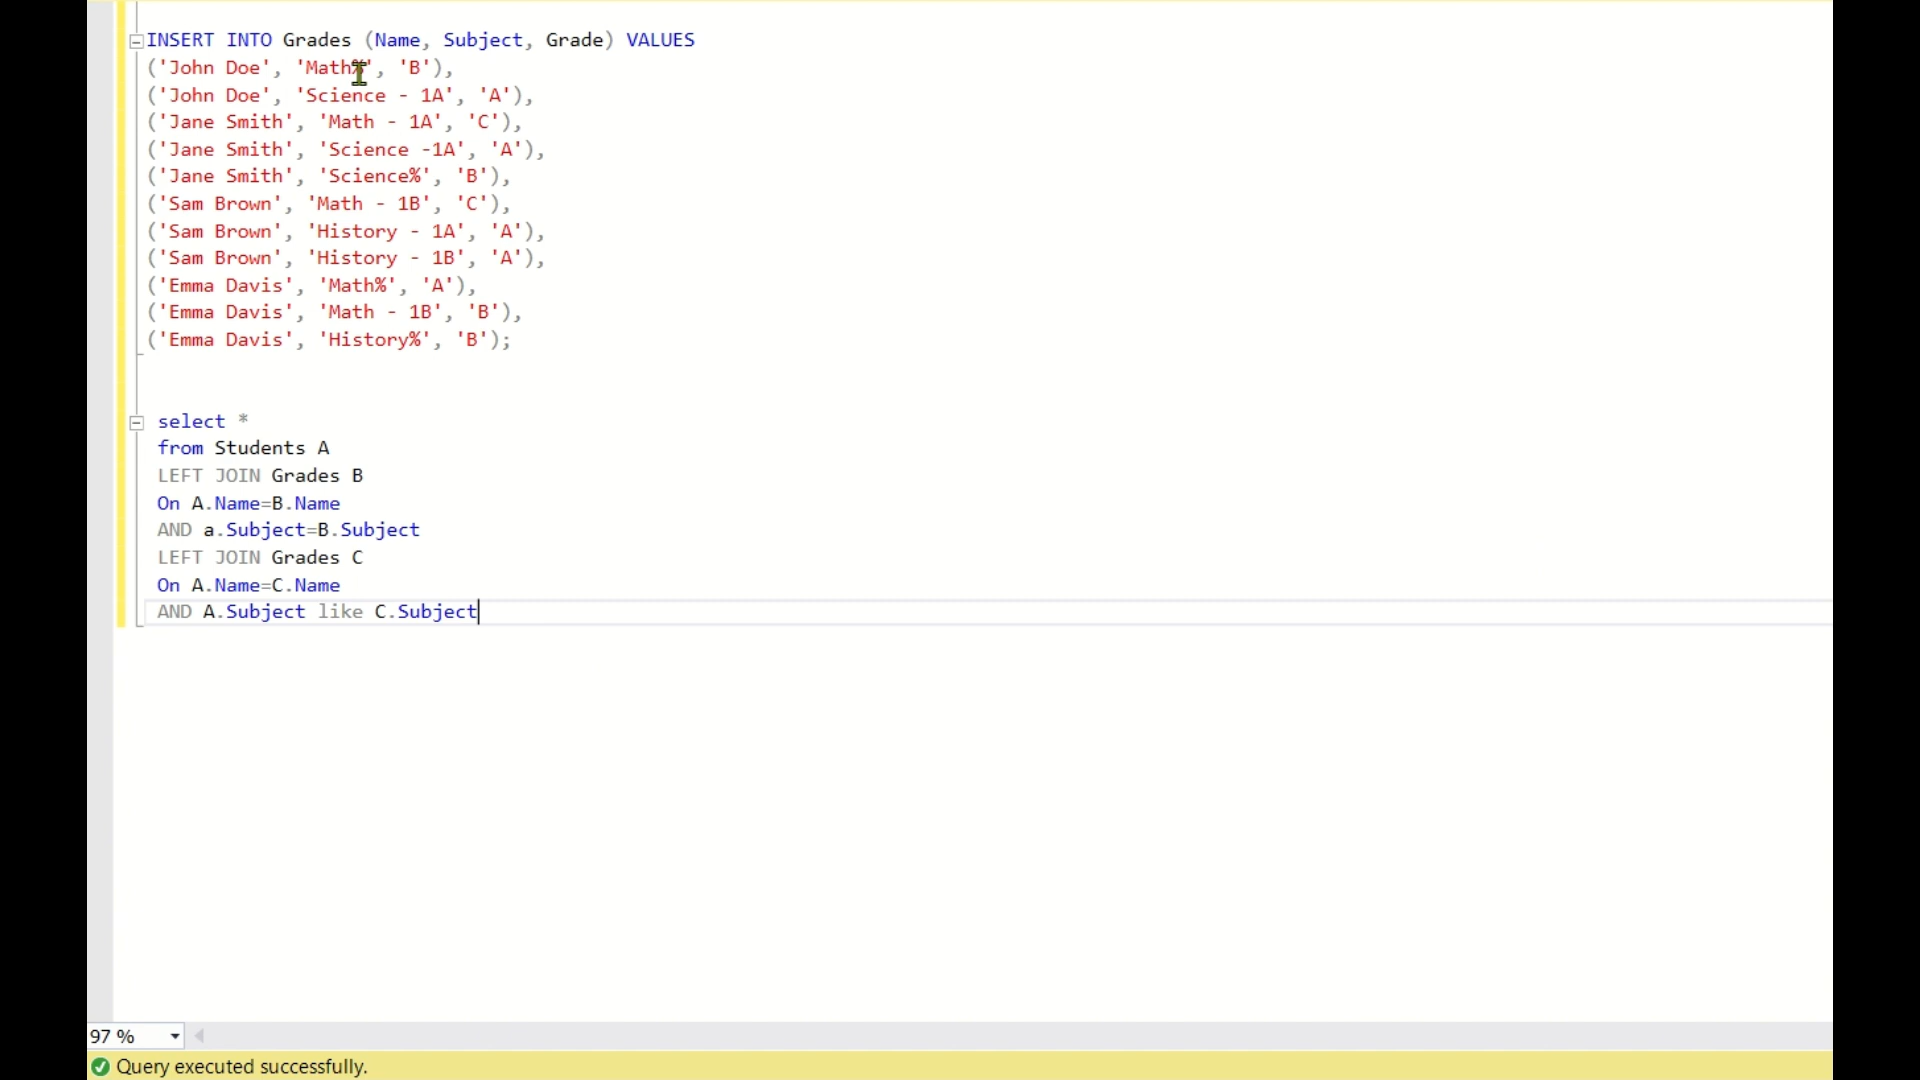 INSERT INTO Grades (Name, Subject, Grade) VALUES
('John Doe', 'Math%', 'B'),
('John Doe', 'Science - 1A', 'A'),
('Jane Smith', 'Math - 1A', 'C'),
('Jane Smith', 'Science -1A', 'A'),
('Jane Smith', 'Science%', 'B'),
('Sam Brown', 'Math - 1B', 'C'),
('Sam Brown', 'History - 1A', 'A'),
('Sam Brown', 'History - 1B', 'A'),
('Emma Davis', 'Math%', 'A'),
('Emma Davis', 'Math - 1B', 'B'),
('Emma Davis', 'History%', 'B');
select *
from Students A
LEFT JOIN Grades B
On A.Name=B.Name
AND a.Subject=B.Subject
LEFT JOIN Grades C
On A.Name=C.Name
AND A.Subject like C.Subject
97 %
Query executed successfully.